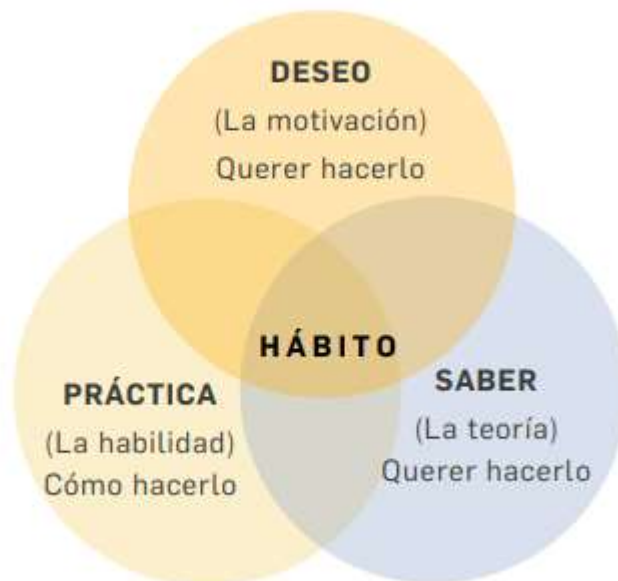 DESEO
(La motivación)
Querer hacerlo
HÁBITO
PRÁCTICA
(La habilidad)
Cómo hacerlo
SABER
(La teoría)
Querer hacerlo